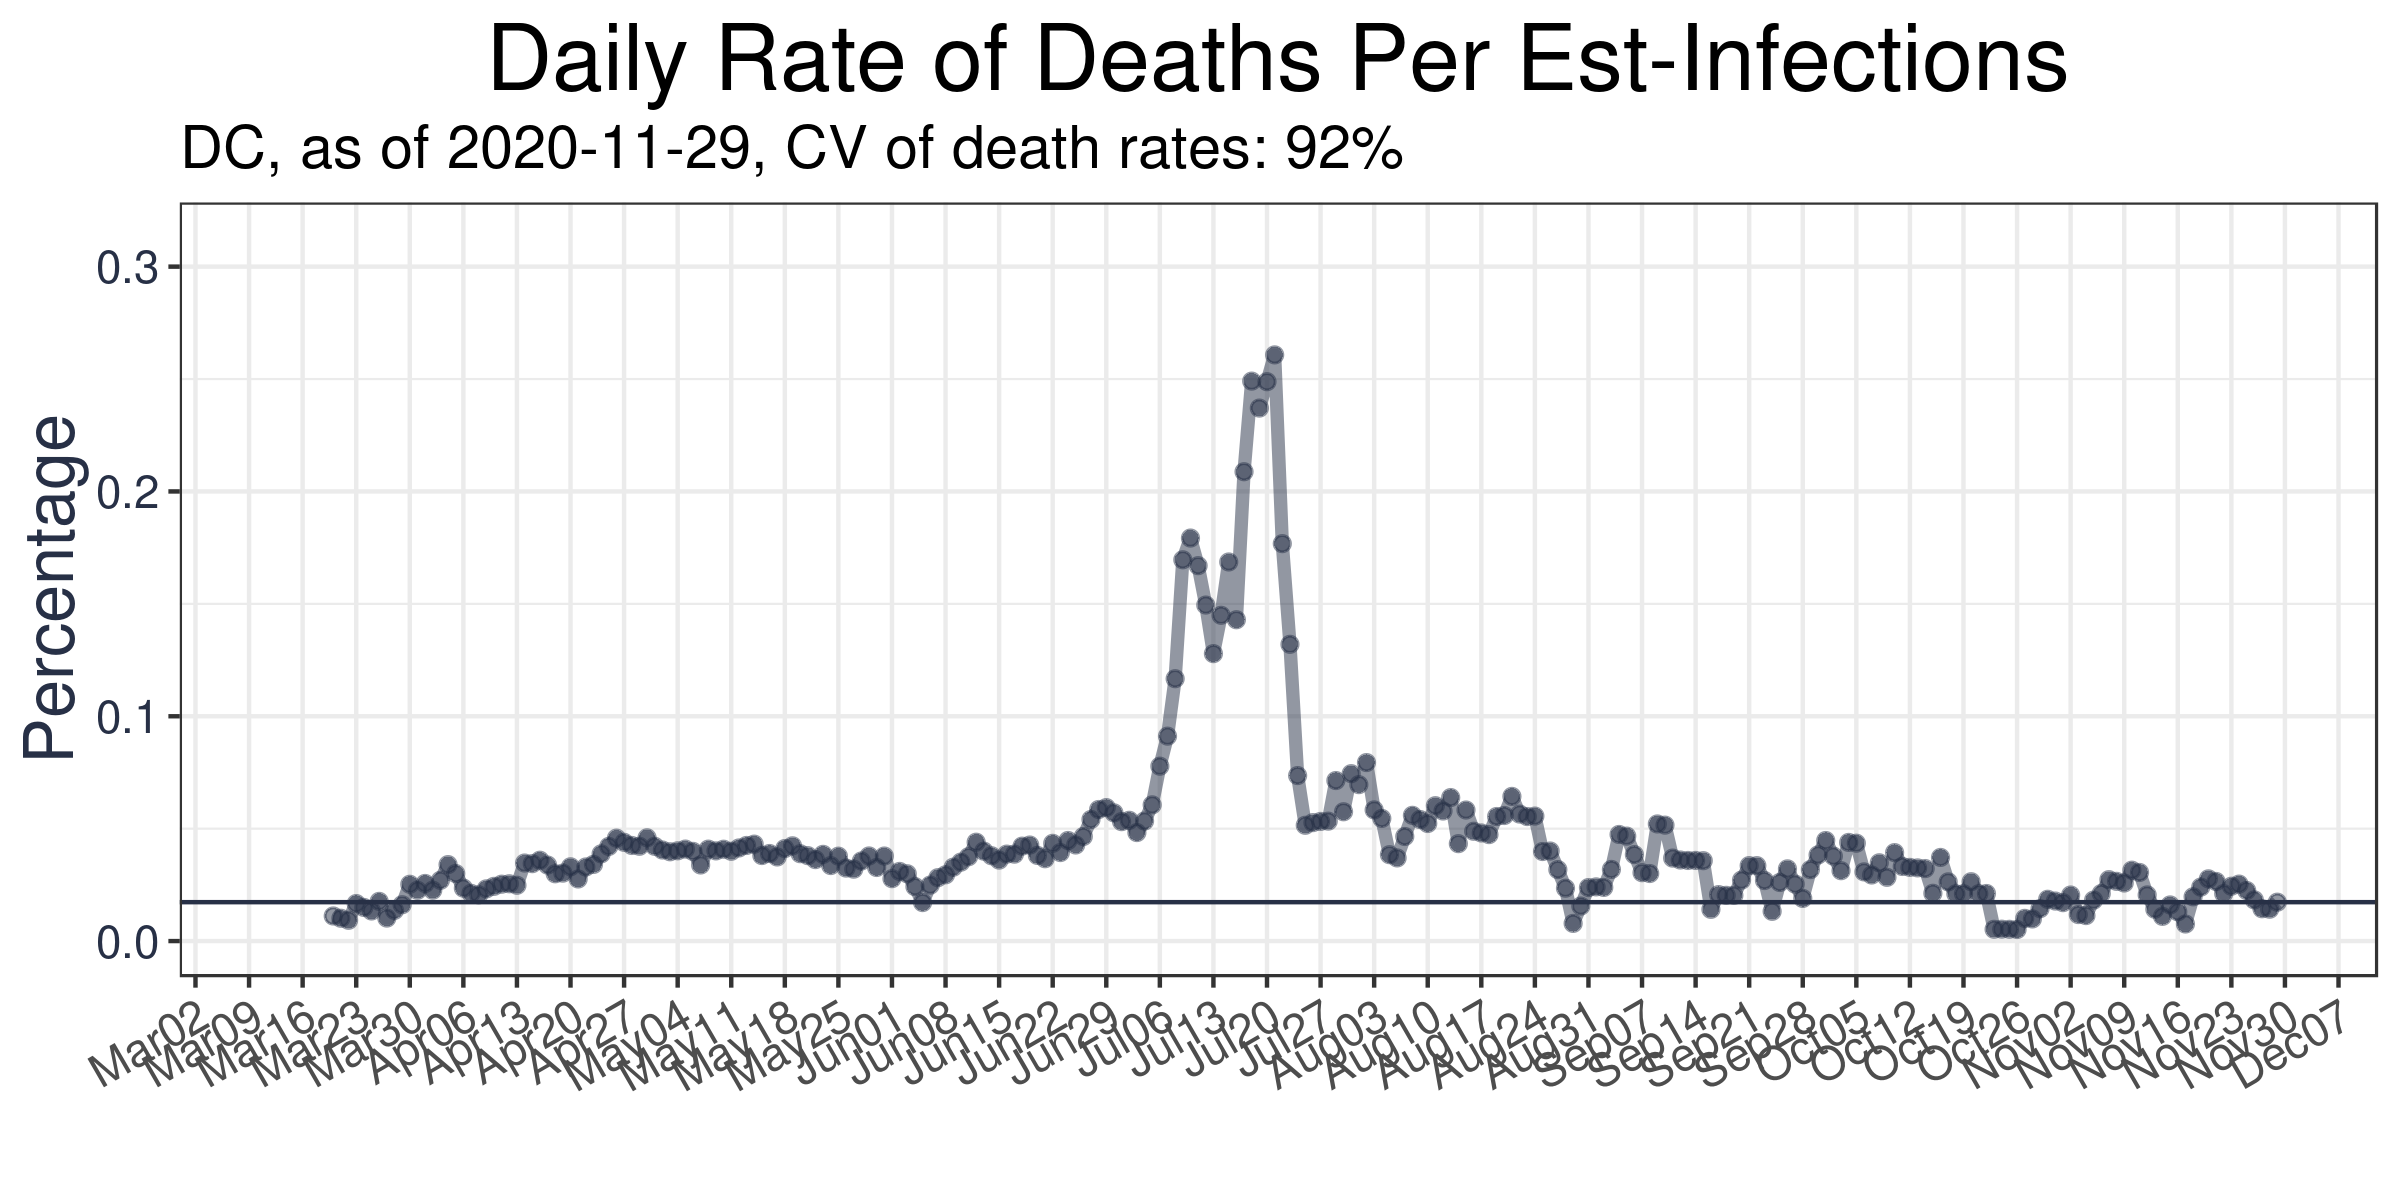 Daily Rate of Deaths Per Est-Infections
DC, as of 2020-11-29, CV of death rates: 92%
Percentage
0.3
0.2
0.1
0.0
Mar02
Mar09
Mar16
Mar23
Mar30
Apr06
Apr13
Apr20
Apr27
May04
May11
May18
May25
Jun01
Jun08
Jun15
Jun22
Jun29
Jul06
Jul13
Jul20
Jul27
Aug03
Aug10
Aug17
Aug24
Aug31
Sep07
Sep14
Sep21
Sep28
Oct05
Oct12
Oct19
Oct26
Nov02
Nov09
Nov16
Nov23
Nov30
Dec07